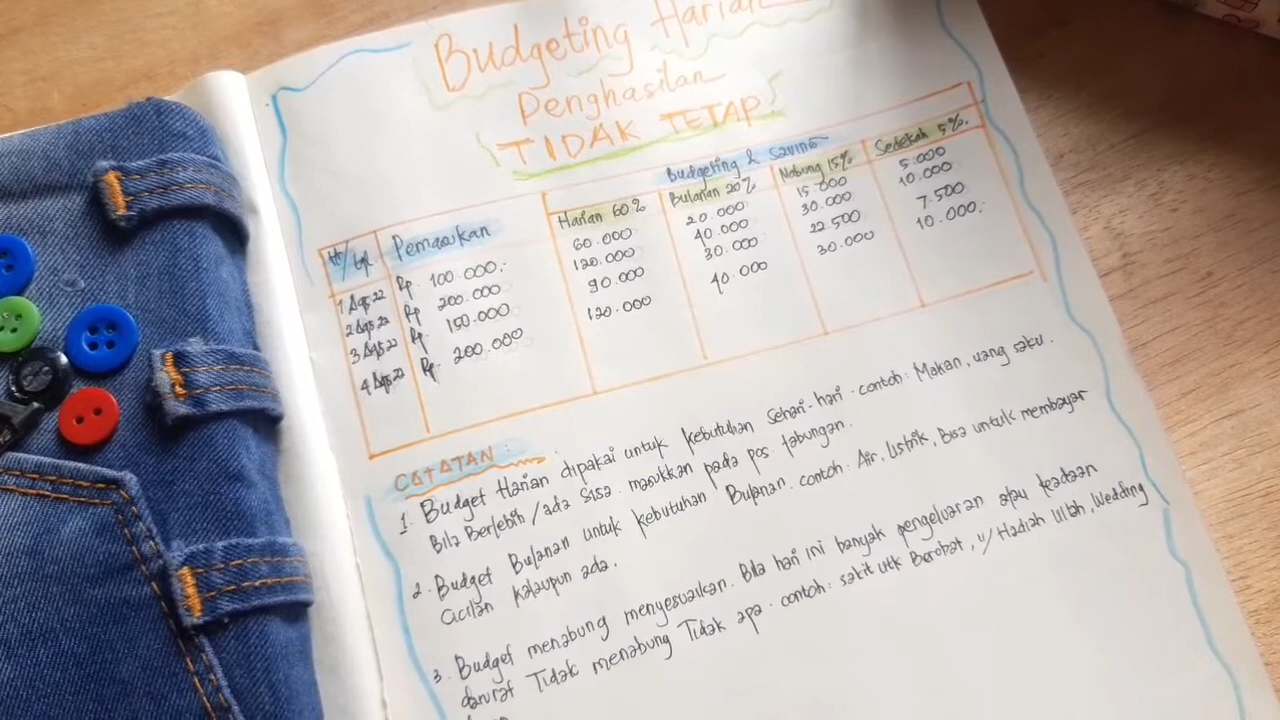 Budgeting Harian
Penghasilan
TIDAK TETAP
Budgeting & Saving
Hr/tgl Pemasukan Harian 60% Bulanan 20% Nabung 15% Sedekah 5%.
1 Ags 22 Rp. 100.000,- 60.000 20.000 15.000 5.000
2 Ags 22 Rp 200.000 120.000 40.000 30.000 10.000
3 Ags 22 Rp 150.000 90.000 30.000 22.500 7.500
4 Ags 22 Rp. 200.000 120.000 40.000 30.000 10.000,-
CATATAN :
1. Budget Harian dipakai untuk kebutuhan sehari-hari. contoh: Makan, uang saku.
Bila Berlebih / ada sisa. masukkan pada pos tabungan.
2. Budget Bulanan untuk kebutuhan Bulanan. contoh: Air, Listrik, Bisa untuk membayar
cicilan kalaupun ada.
3. Budget menabung menyesuaikan. Bila hari ini banyak pengeluaran atau keadaan
darurat Tidak menabung Tidak apa. contoh: sakit utk Berobat, u/ Hadiah Ultah, Wedding